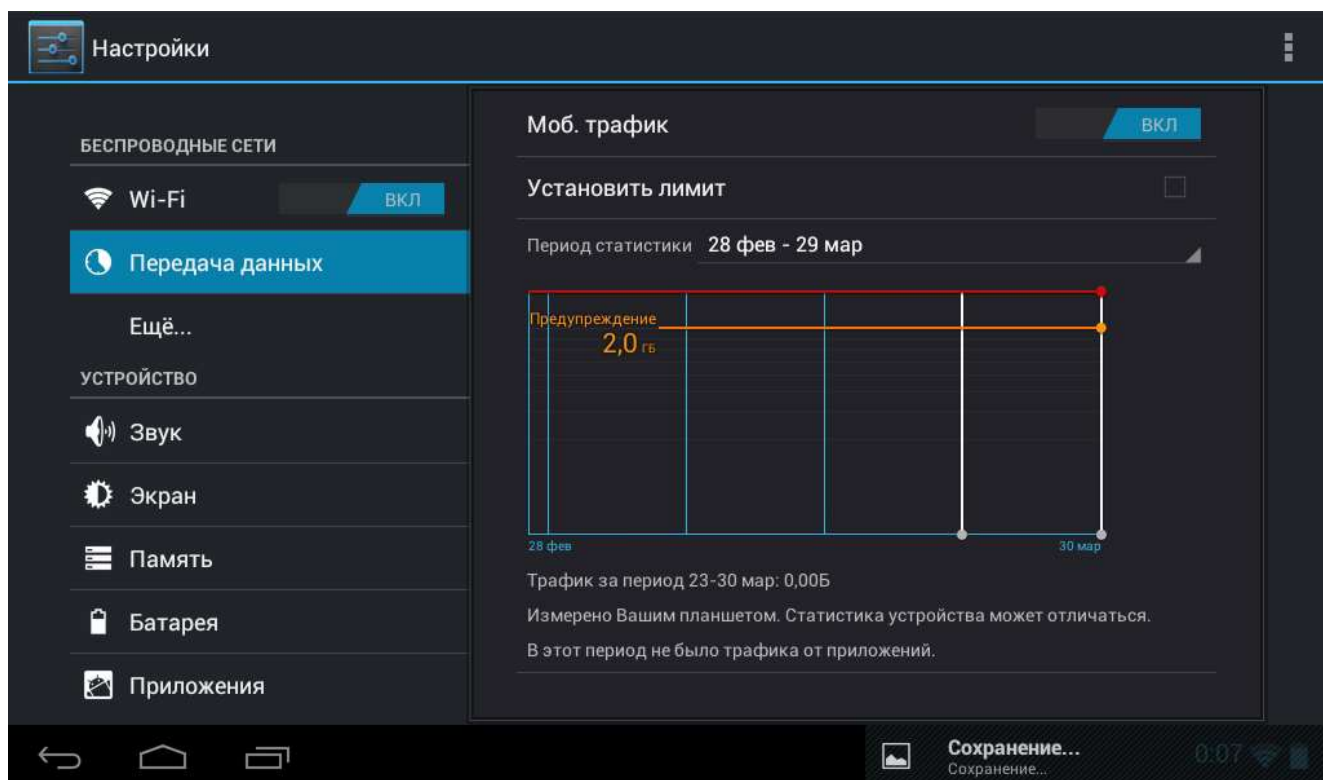 Настройки
БЕСПРОВОДНЫЕ СЕТИ
Wi-Fi ВКЛ
Передача данных
Ещё...
УСТРОЙСТВО
Звук
Экран
Память
Батарея
Приложения
Моб. трафик ВКЛ
Установить лимит
Период статистики 28 фев - 29 мар
Предупреждение
2,0 ГБ
28 фев 30 мар
Трафик за период 23-30 мар: 0,00Б
Измерено Вашим планшетом. Статистика устройства может отличаться.
В этот период не было трафика от приложений.
Сохранение...
Сохранение...
0:07